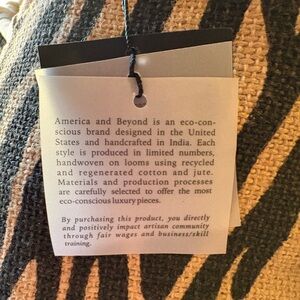 America and Beyond is an eco-con-
scious brand designed in the United
States and handcrafted in India. Each
style is produced in limited numbers,
handwoven on looms using recycled
and regenerated cotton and jute.
Materials and production processes
are carefully selected to offer the most
eco-conscious luxury pieces.
By purchasing this product, you directly
and positively impact artisan community
through fair wages and business/skill
training.